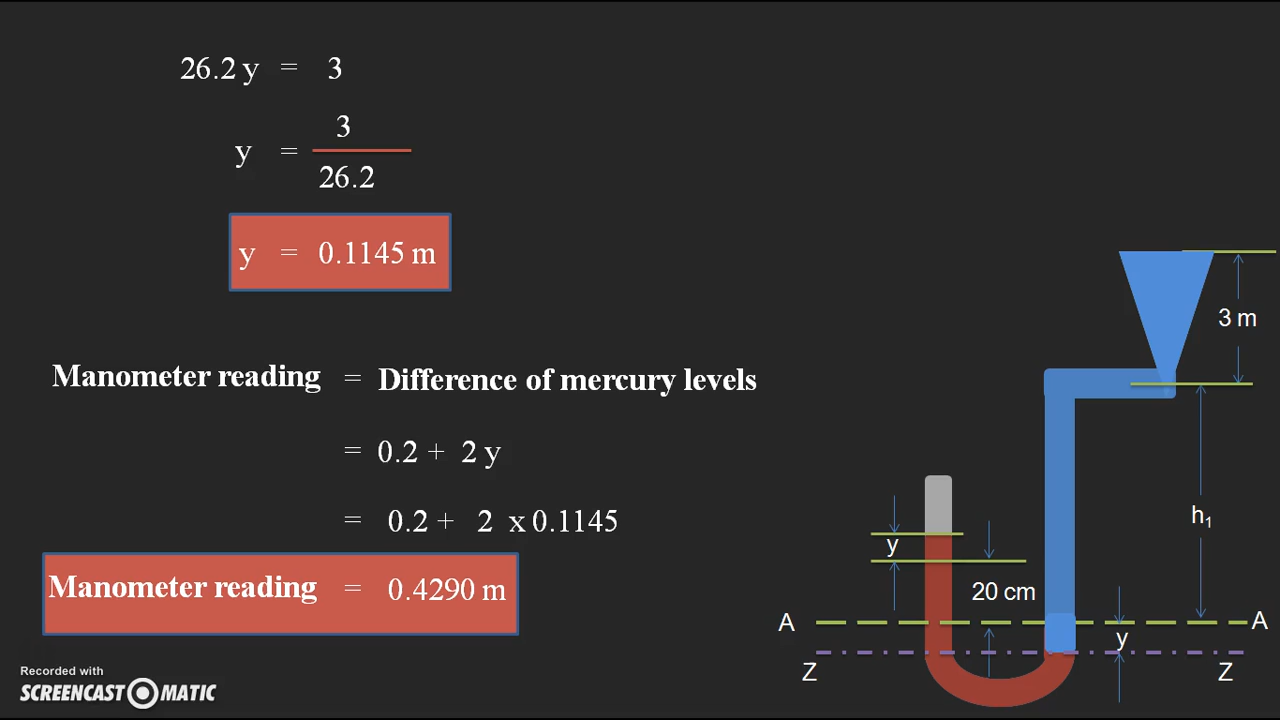 26.2 y = 3
y = 3
26.2
y = 0.1145 m
Manometer reading = Difference of mercury levels
= 0.2 + 2 y
= 0.2 + 2 x 0.1145
Manometer reading = 0.4290 m
3 m
h1
y
20 cm
A A
y
Z Z
Recorded with
SCREENCAST MATIC